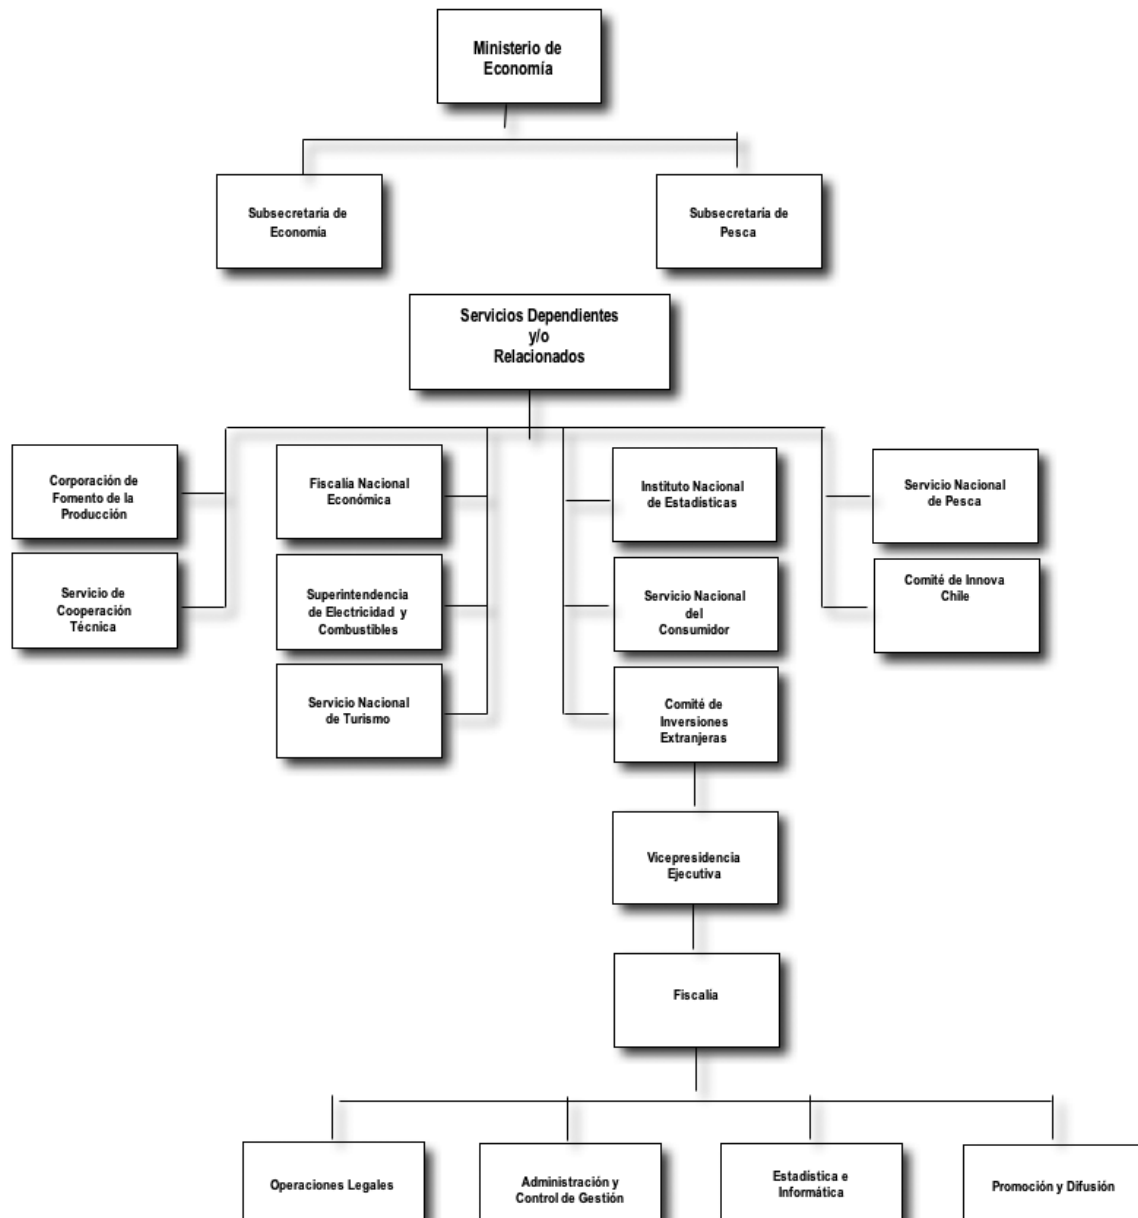 Ministerio de
Economía
Subsecretaría de
Economía
Subsecretaría de
Pesca
Servicios Dependientes
y/o
Relacionados
Corporación de
Fomento de la
Producción
Fiscalía Nacional
Económica
Instituto Nacional
de Estadísticas
Servicio Nacional
de Pesca
Servicio de
Cooperación
Técnica
Superintendencia
de Electricidad y
Combustibles
Servicio Nacional
del
Consumidor
Comité de Innova
Chile
Servicio Nacional
de Turismo
Comité de
Inversiones
Extranjeras
Vicepresidencia
Ejecutiva
Fiscalía
Operaciones Legales
Administración y
Control de Gestión
Estadística e
Informática
Promoción y Difusión